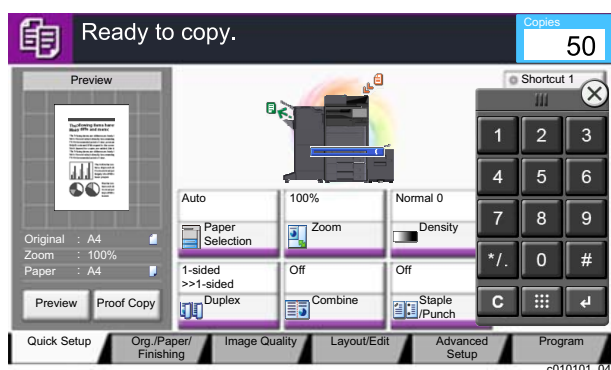 Ready to copy.
Copies
50
Preview
Shortcut 1
Original : A4
Zoom : 100%
Paper : A4
Preview
Proof Copy
Auto
Paper
Selection
100%
Zoom
Normal 0
Density
1-sided
>>1-sided
Duplex
Off
Combine
Off
Staple
/Punch
1 2 3
4 5 6
7 8 9
*/. 0 #
C
Quick Setup
Org./Paper/
Finishing
Image Quality
Layout/Edit
Advanced
Setup
Program
c010101_04